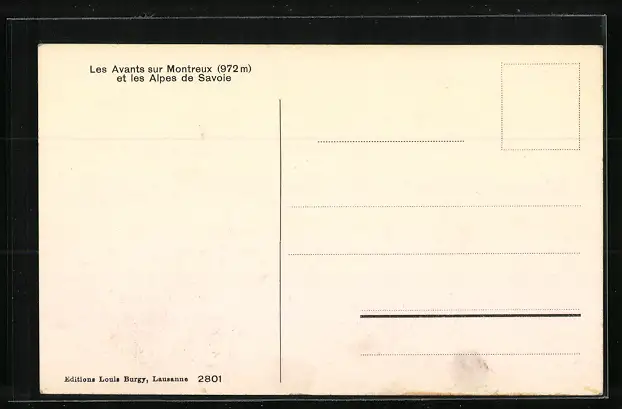 Les Avants sur Montreux (972 m)
et les Alpes de Savoie
Editions Louis Burgy, Lausanne 2801